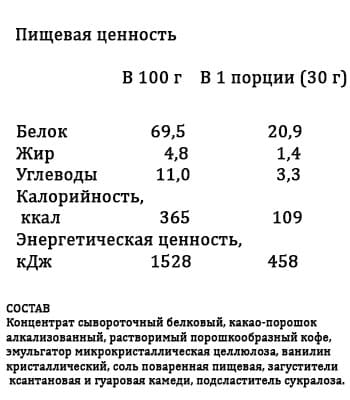 Пищевая ценность
В 100 г В 1 порции (30 г)
Белок 69,5 20,9
Жир 4,8 1,4
Углеводы 11,0 3,3
Калорийность,
ккал 365 109
Энергетическая ценность,
кДж 1528 458
СОСТАВ
Концентрат сывороточный белковый, какао-порошок
алкализованный, растворимый порошкообразный кофе,
эмульгатор микрокристаллическая целлюлоза, ванилин
кристаллический, соль поваренная пищевая, загустители
ксантановая и гуаровая камеди, подсластитель сукралоза.